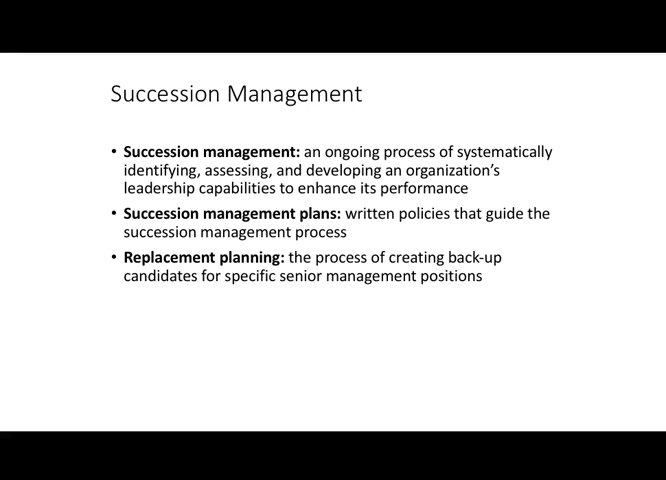 Succession Management
• Succession management: an ongoing process of systematically
identifying, assessing, and developing an organization's
leadership capabilities to enhance its performance
• Succession management plans: written policies that guide the
succession management process
• Replacement planning: the process of creating back-up
candidates for specific senior management positions